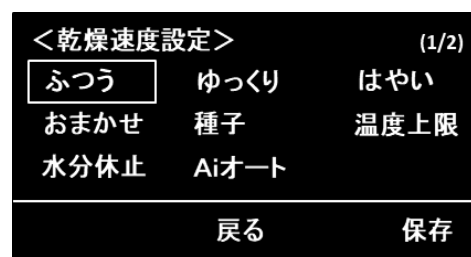 ＜乾燥速度設定＞ (1/2)
ふつう ゆっくり はやい
おまかせ 種子 温度上限
水分休止 Aiオート
戻る 保存